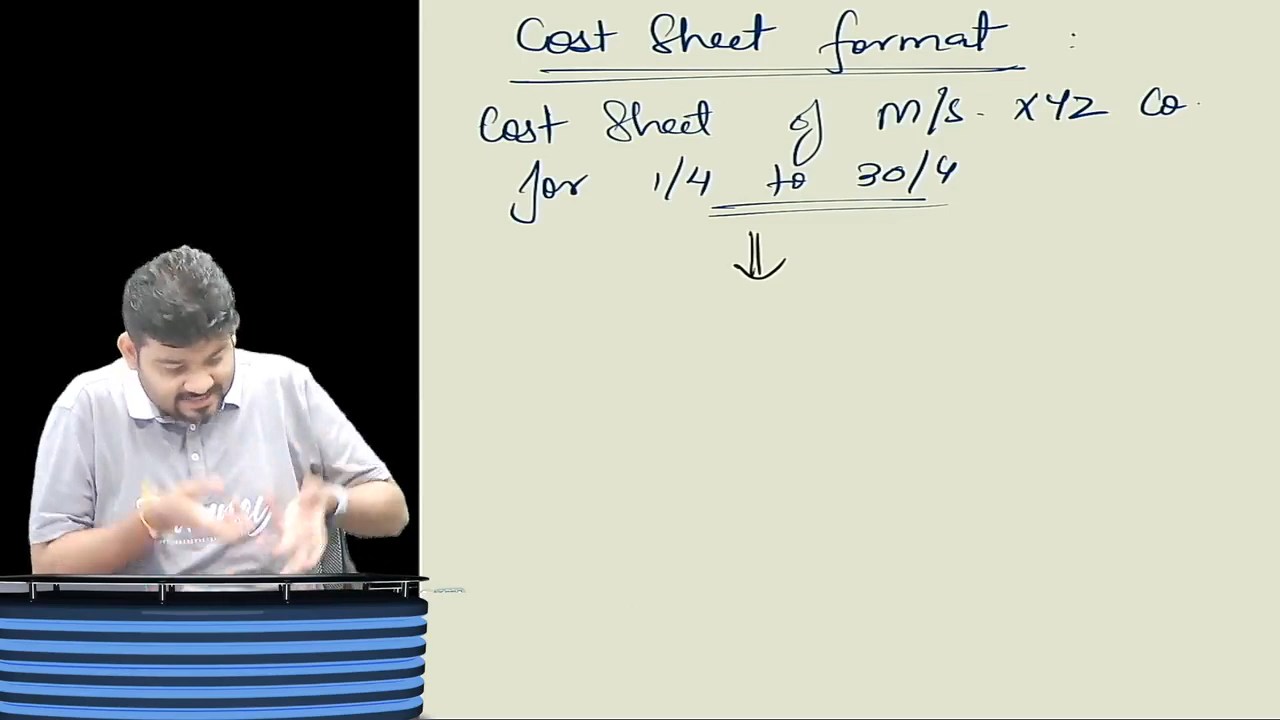 Cost Sheet format :
Cost Sheet of M/S. XYZ Co.
for 1/4 to 30/4